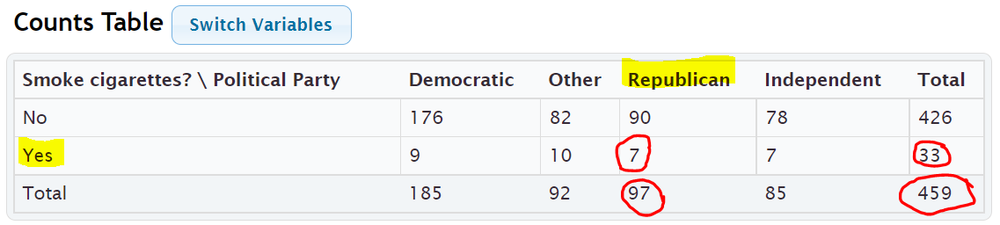 Counts Table Switch Variables
Smoke cigarettes? \ Political Party Democratic Other Republican Independent Total
No 176 82 90 78 426
Yes 9 10 7 7 33
Total 185 92 97 85 459